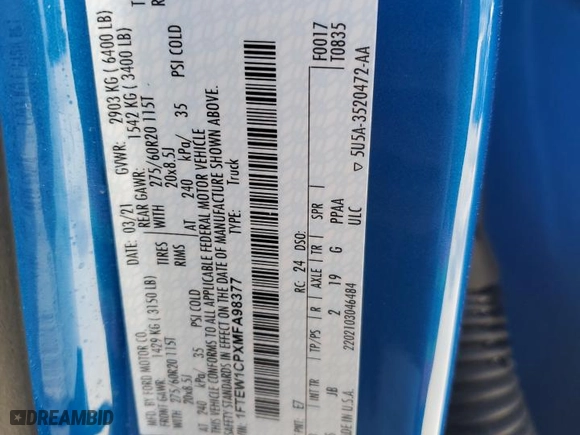 MFD. BY FORD MOTOR CO.
DATE: 03/21 GVWR: 2903 KG ( 6400 LB)
FRONT GAWR: 1429 KG ( 3150 LB) REAR GAWR: 1542 KG ( 3400 LB)
275/60R20 115T TIRES WITH 275/60R20 115T
20x8.5J RIMS 20x8.5J
AT 240 kPa/ 35 PSI COLD AT 240 kPa/ 35 PSI COLD
THIS VEHICLE CONFORMS TO ALL APPLICABLE FEDERAL MOTOR VEHICLE
STANDARDS IN EFFECT ON THE DATE OF MANUFACTURE SHOWN ABOVE.
VIN: 1FTEW1CPXMFA98377 TYPE: Truck
F0017
T0835
PNT: E7 RC: 24 DSO:
INT TR TP/PS R AXLE TR SPR
JB 2 19 G PPAA
ULC
MADE IN U.S.A. 2202103046484 ▽ 5U5A-3520472-AA
DIOMIDBID